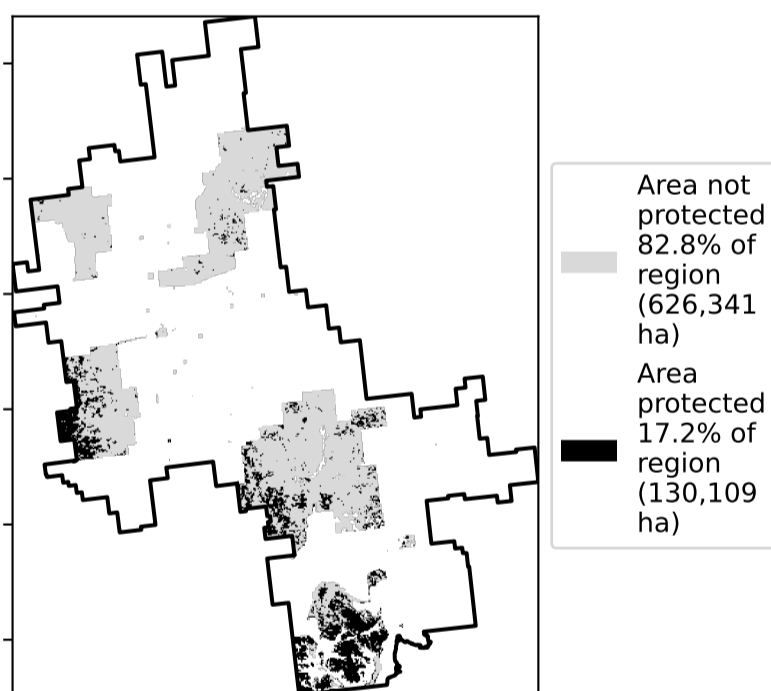 Area not
protected
82.8% of
region
(626,341
ha)
Area
protected
17.2% of
region
(130,109
ha)